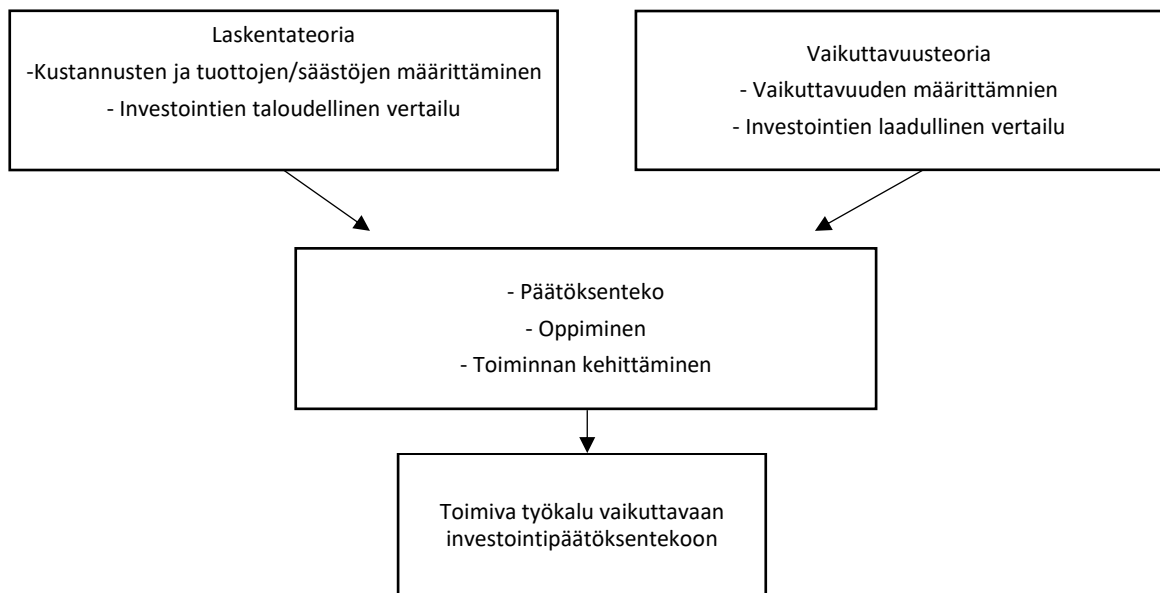 Laskentateoria
-Kustannusten ja tuottojen/säästöjen määrittäminen
- Investointien taloudellinen vertailu
Vaikuttavuusteoria
- Vaikuttavuuden määrittämnien
- Investointien laadullinen vertailu
- Päätöksenteko
- Oppiminen
- Toiminnan kehittäminen
Toimiva työkalu vaikuttavaan
investointipäätöksentekoon